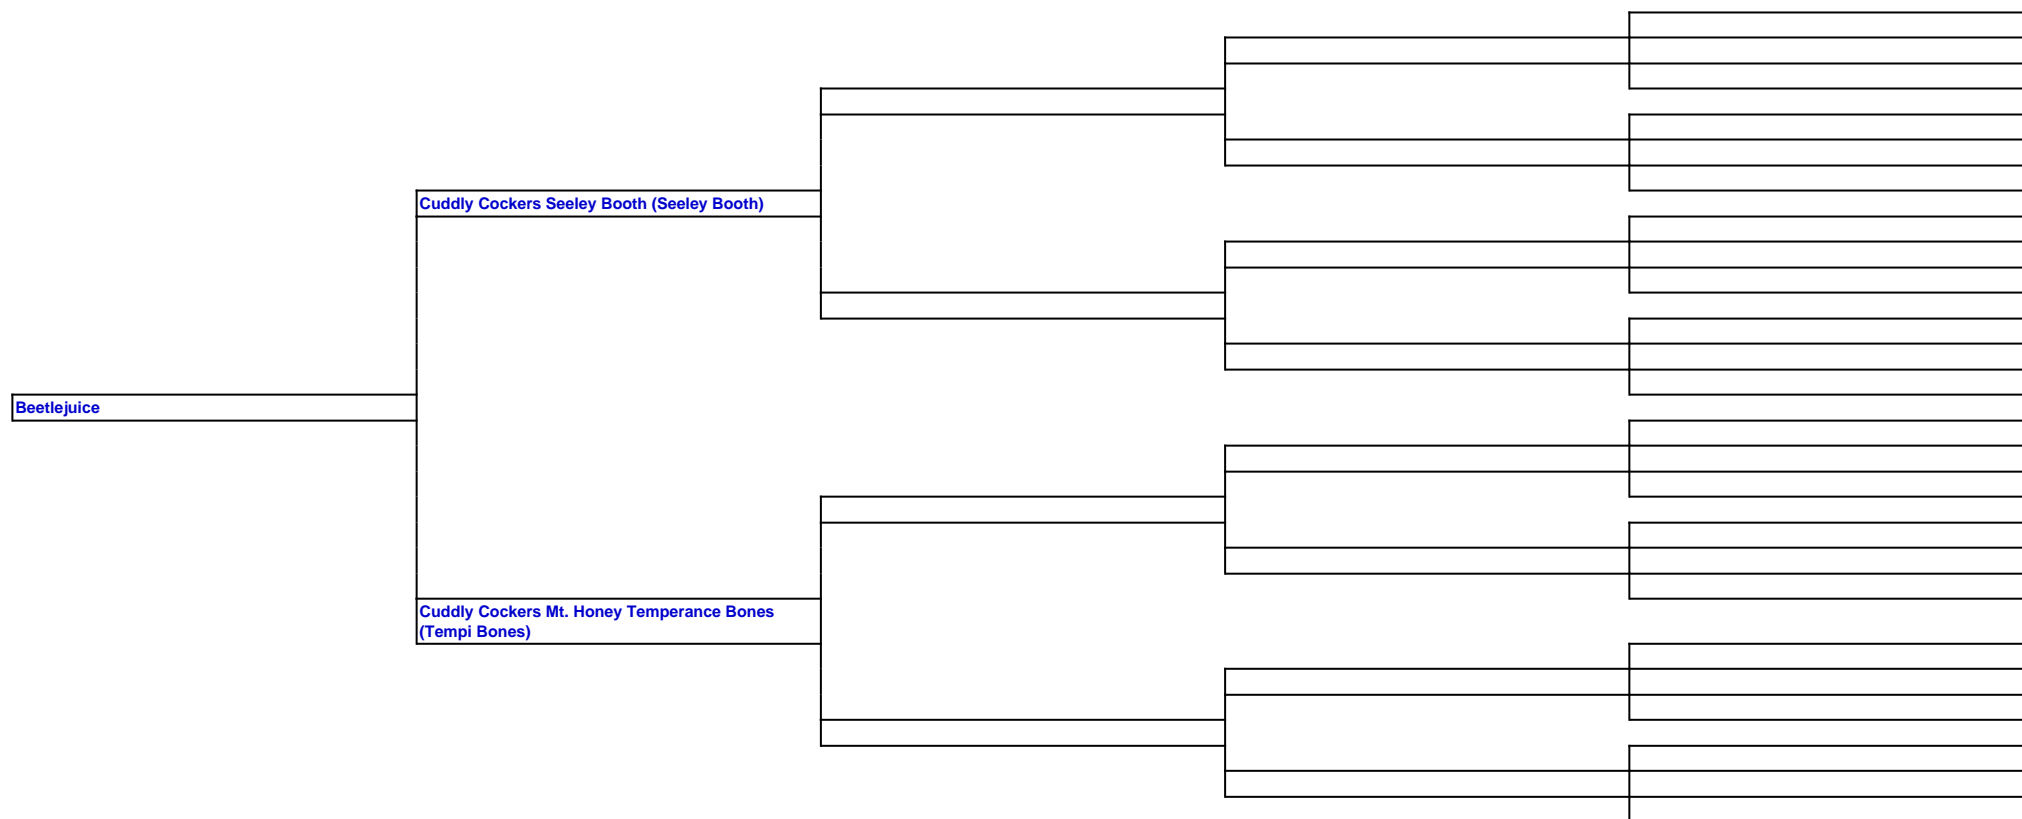 Cuddly Cockers Seeley Booth (Seeley Booth)
Beetlejuice
Cuddly Cockers Mt. Honey Temperance Bones
(Tempi Bones)